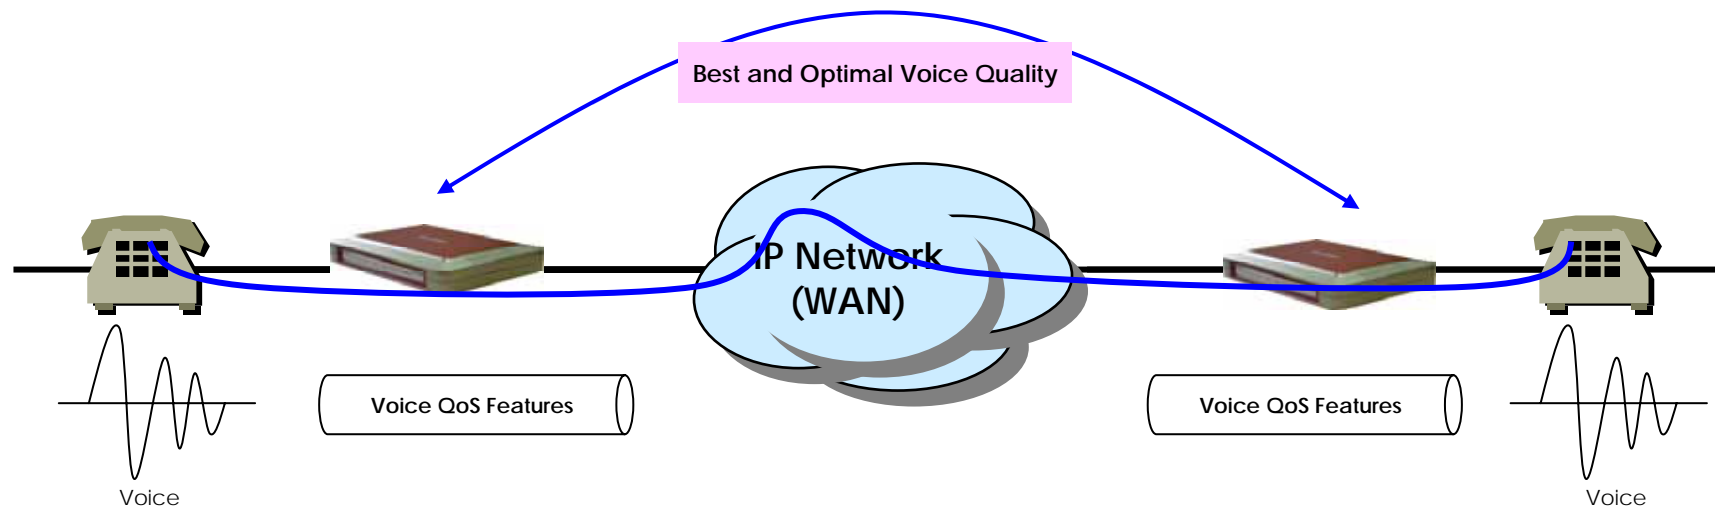 Best and Optimal Voice Quality
IP Network
(WAN)
Voice QoS Features
Voice QoS Features
Voice
Voice